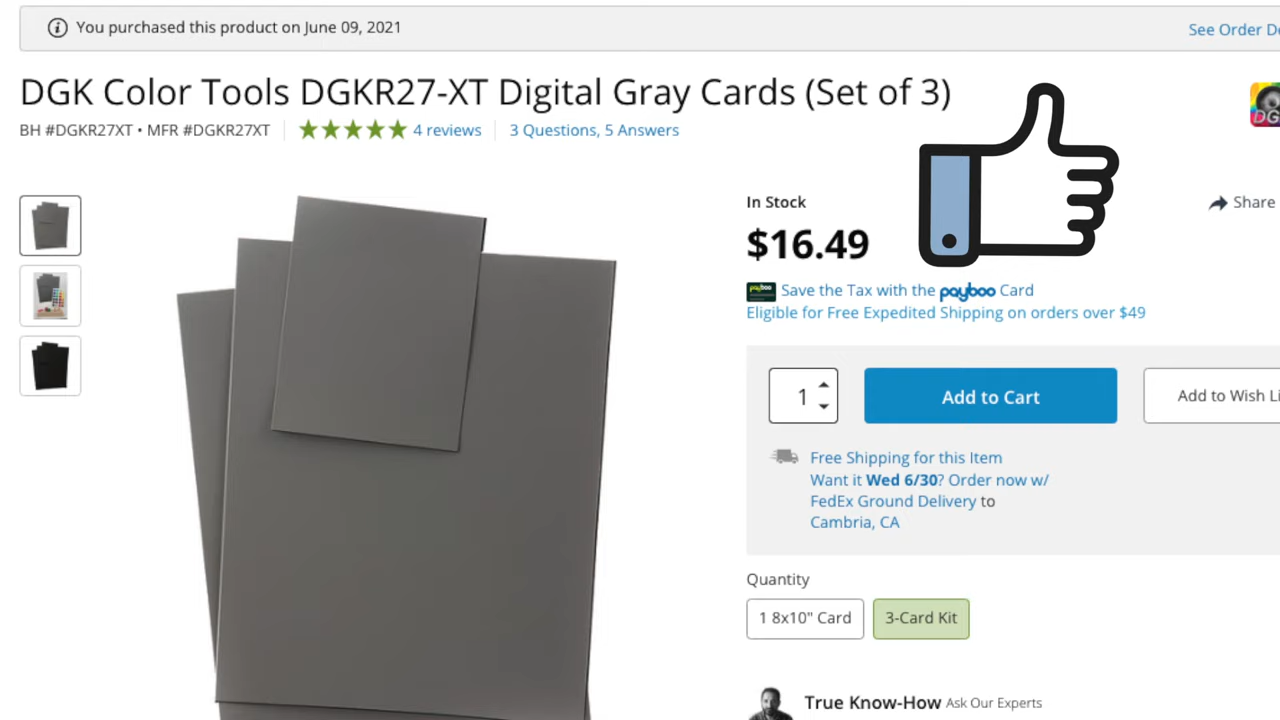 You purchased this product on June 09, 2021
See Order De
DGK Color Tools DGKR27-XT Digital Gray Cards (Set of 3)
BH #DGKR27XT • MFR #DGKR27XT
4 reviews
3 Questions, 5 Answers
DG
In Stock
Share
$16.49
payboo Save the Tax with the payboo Card
Eligible for Free Expedited Shipping on orders over $49
1
Add to Cart
Add to Wish Li
Free Shipping for this Item
Want it Wed 6/30? Order now w/
FedEx Ground Delivery to
Cambria, CA
Quantity
1 8x10" Card
3-Card Kit
True Know-How Ask Our Experts